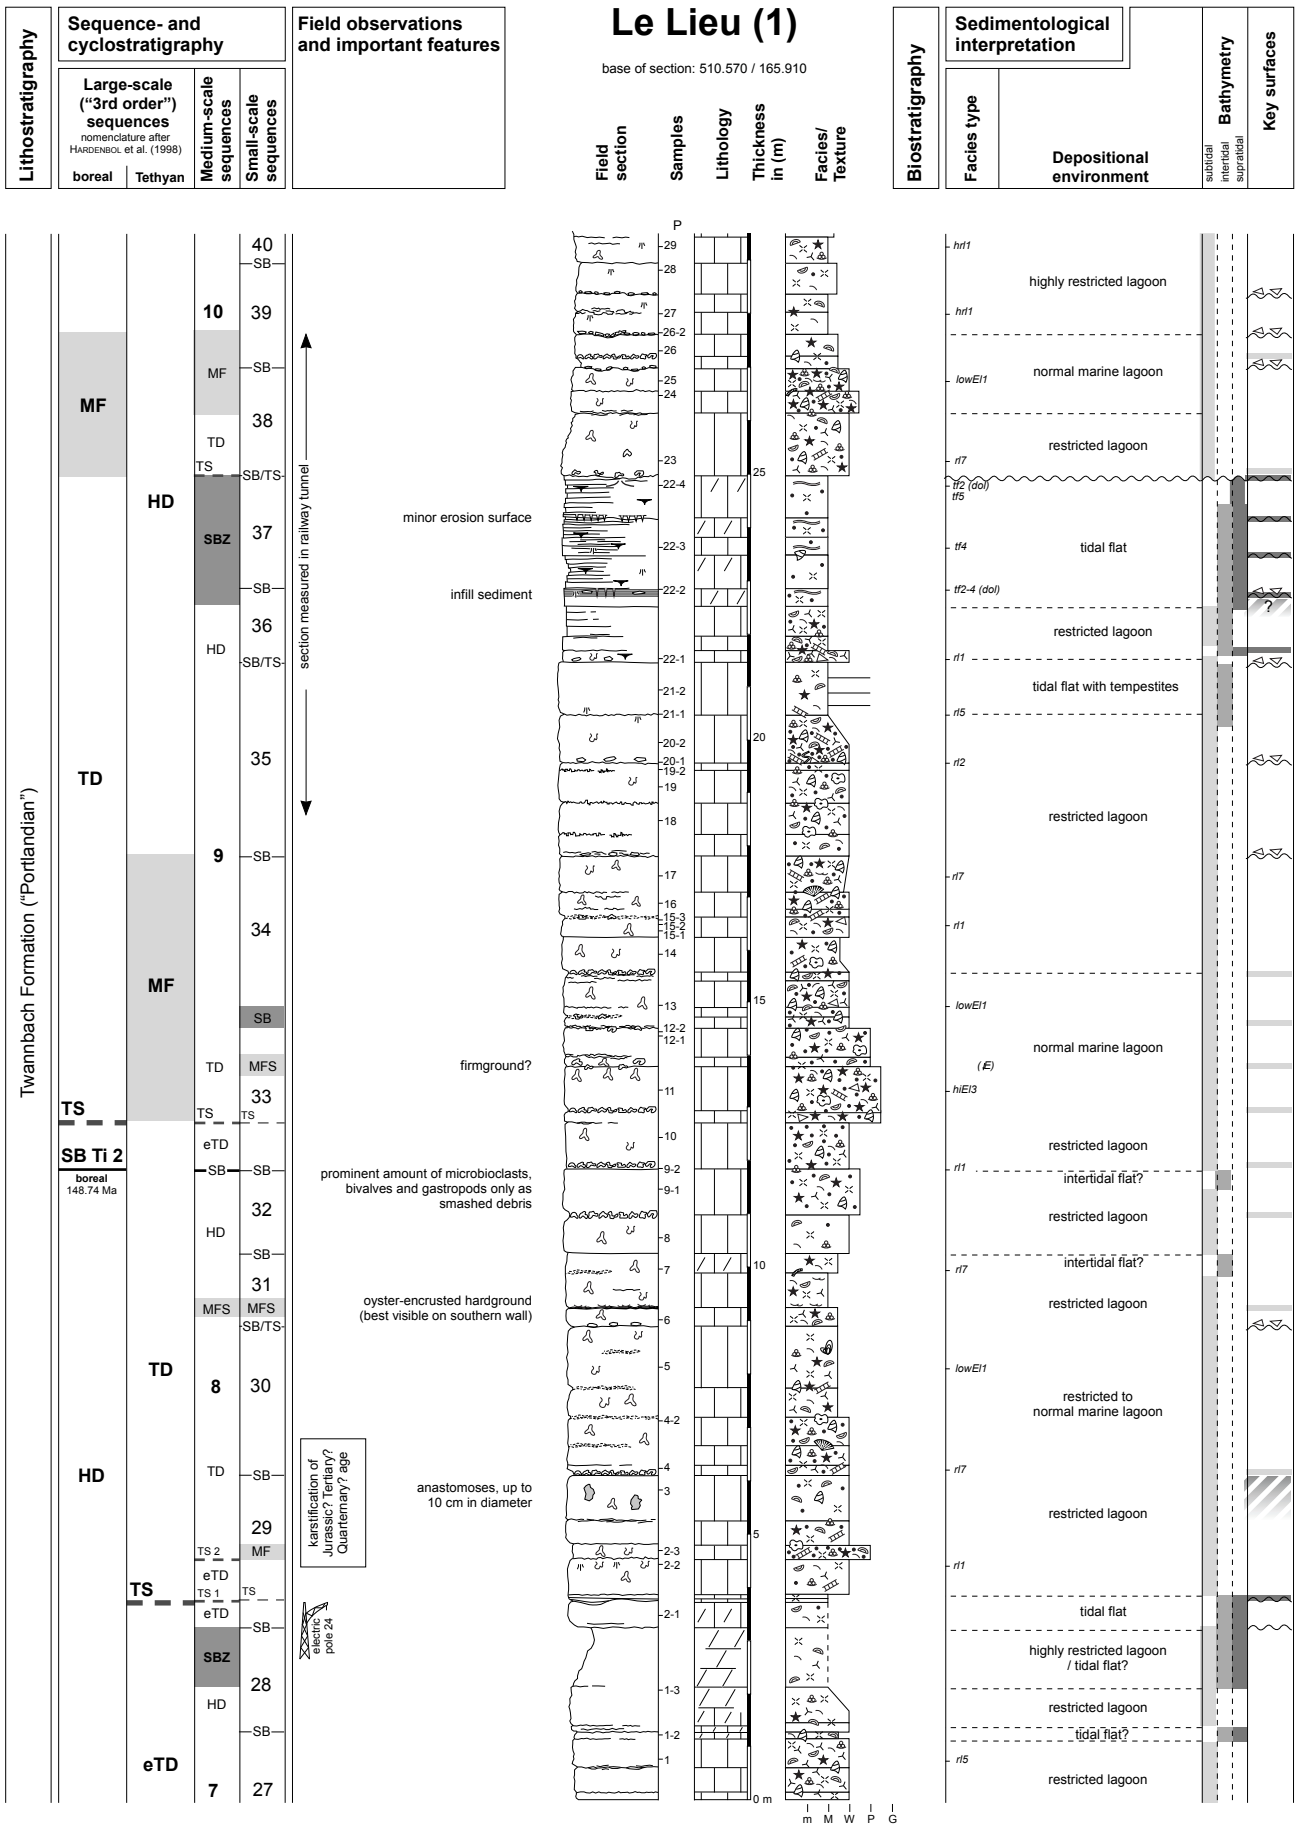 Le Lieu (1)
base of section: 510.570 / 165.910
Lithostratigraphy
Sequence- and
cyclostratigraphy
Large-scale
("3rd order")
sequences
nomenclature after
HARDENBOL et al. (1998)
boreal
Tethyan
Medium-scale
sequences
Small-scale
sequences
Field observations
and important features
Field
section
Samples
Lithology
Thickness
in (m)
Facies/
Texture
Biostratigraphy
Sedimentological
interpretation
Facies type
Depositional
environment
Bathymetry
subtidal
intertidal
supratidal
Key surfaces
Twannbach Formation ("Portlandian")
MF
TD
TS
SB Ti 2
boreal
148.74 Ma
HD
HD
MF
TD
TS
eTD
10
MF
TD
TS
SBZ
HD
9
TD
TS
eTD
SB
HD
MFS
8
TD
TS 2
eTD
TS 1
eTD
SBZ
HD
7
40
SB
39
SB
38
SB/TS
37
SB
36
SB/TS
35
SB
34
SB
MFS
33
TS
SB
32
SB
31
MFS
SB/TS
30
SB
29
MF
TS
SB
28
SB
27
section measured in railway tunnel
minor erosion surface
infill sediment
firmground?
prominent amount of microbioclasts,
bivalves and gastropods only as
smashed debris
oyster-encrusted hardground
(best visible on southern wall)
anastomoses, up to
10 cm in diameter
karstification of
Jurassic? Tertiary?
Quarternary? age
electric
pole 24
P
29
28
27
26-2
26
25
24
23
22-4
22-3
22-2
22-1
21-2
21-1
20-2
20-1
19-2
19
18
17
16
15-3
15-2
15-1
14
13
12-2
12-1
11
10
9-2
9-1
8
7
6
5
4-2
4
3
2-3
2-2
2-1
1-3
1-2
1
25
20
15
10
5
0 m
m M W P G
hrl1
hrl1
lowEl1
rl7
tf2 (dol)
tf5
tf4
tf2-4 (dol)
rl1
rl5
rl2
rl7
rl1
lowEl1
hiEl3
rl1
rl7
lowEl1
rl7
rl1
rl5
highly restricted lagoon
normal marine lagoon
restricted lagoon
tidal flat
restricted lagoon
tidal flat with tempestites
restricted lagoon
normal marine lagoon
restricted lagoon
intertidal flat?
restricted lagoon
intertidal flat?
restricted lagoon
restricted to
normal marine lagoon
restricted lagoon
tidal flat
highly restricted lagoon
/ tidal flat?
restricted lagoon
tidal flat?
restricted lagoon
?